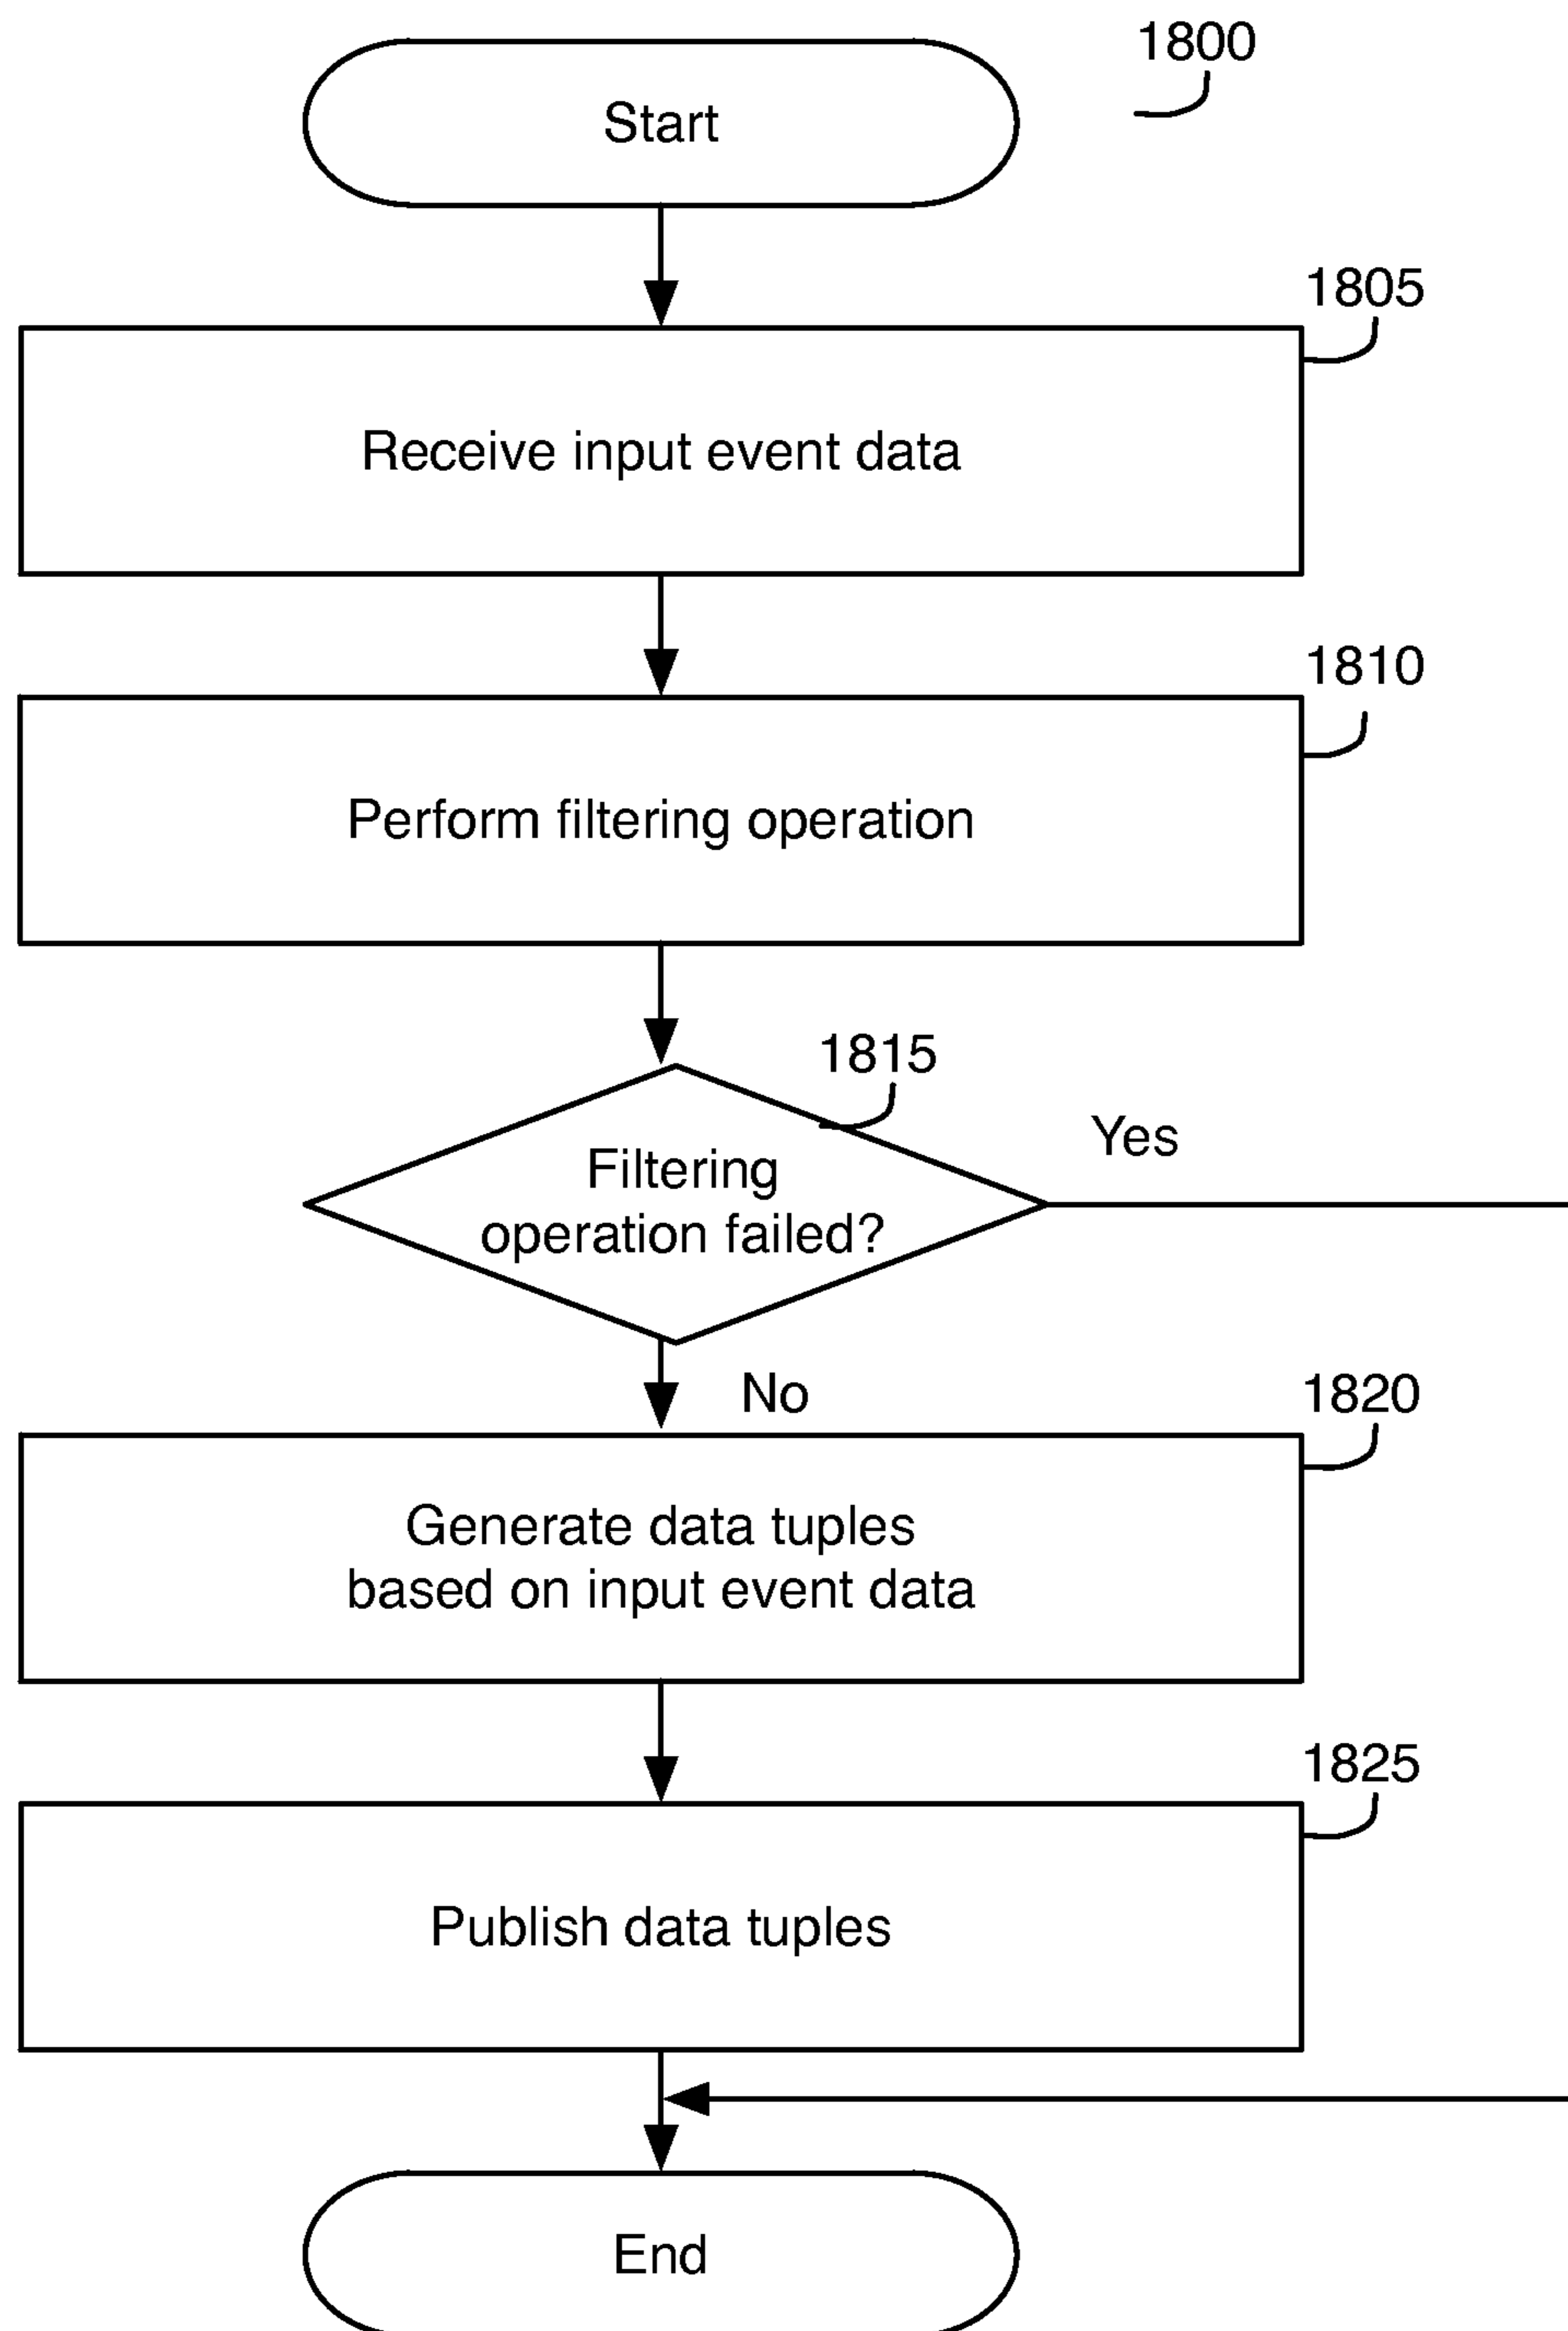 1800
Start
1805
Receive input event data
1810
Perform filtering operation
1815
Yes
Filtering
operation failed?
No
1820
Generate data tuples
based on input event data
1825
Publish data tuples
End